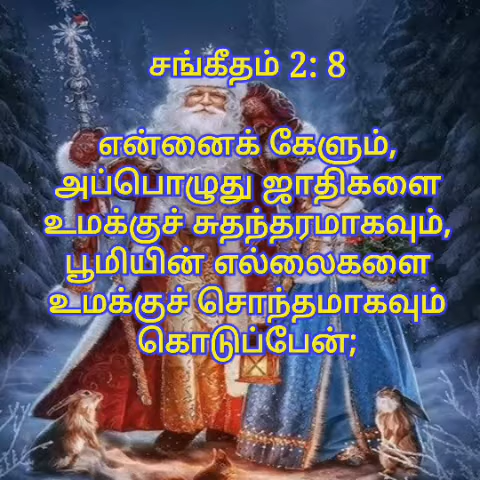 சங்கீதம் 2: 8
என்னைக் கேளும்,
அப்பொழுது ஜாதிகளை
உமக்குச் சுதந்தரமாகவும்,
பூமியின் எல்லைகளை
உமக்குச் சொந்தமாகவும்
கொடுப்பேன்;